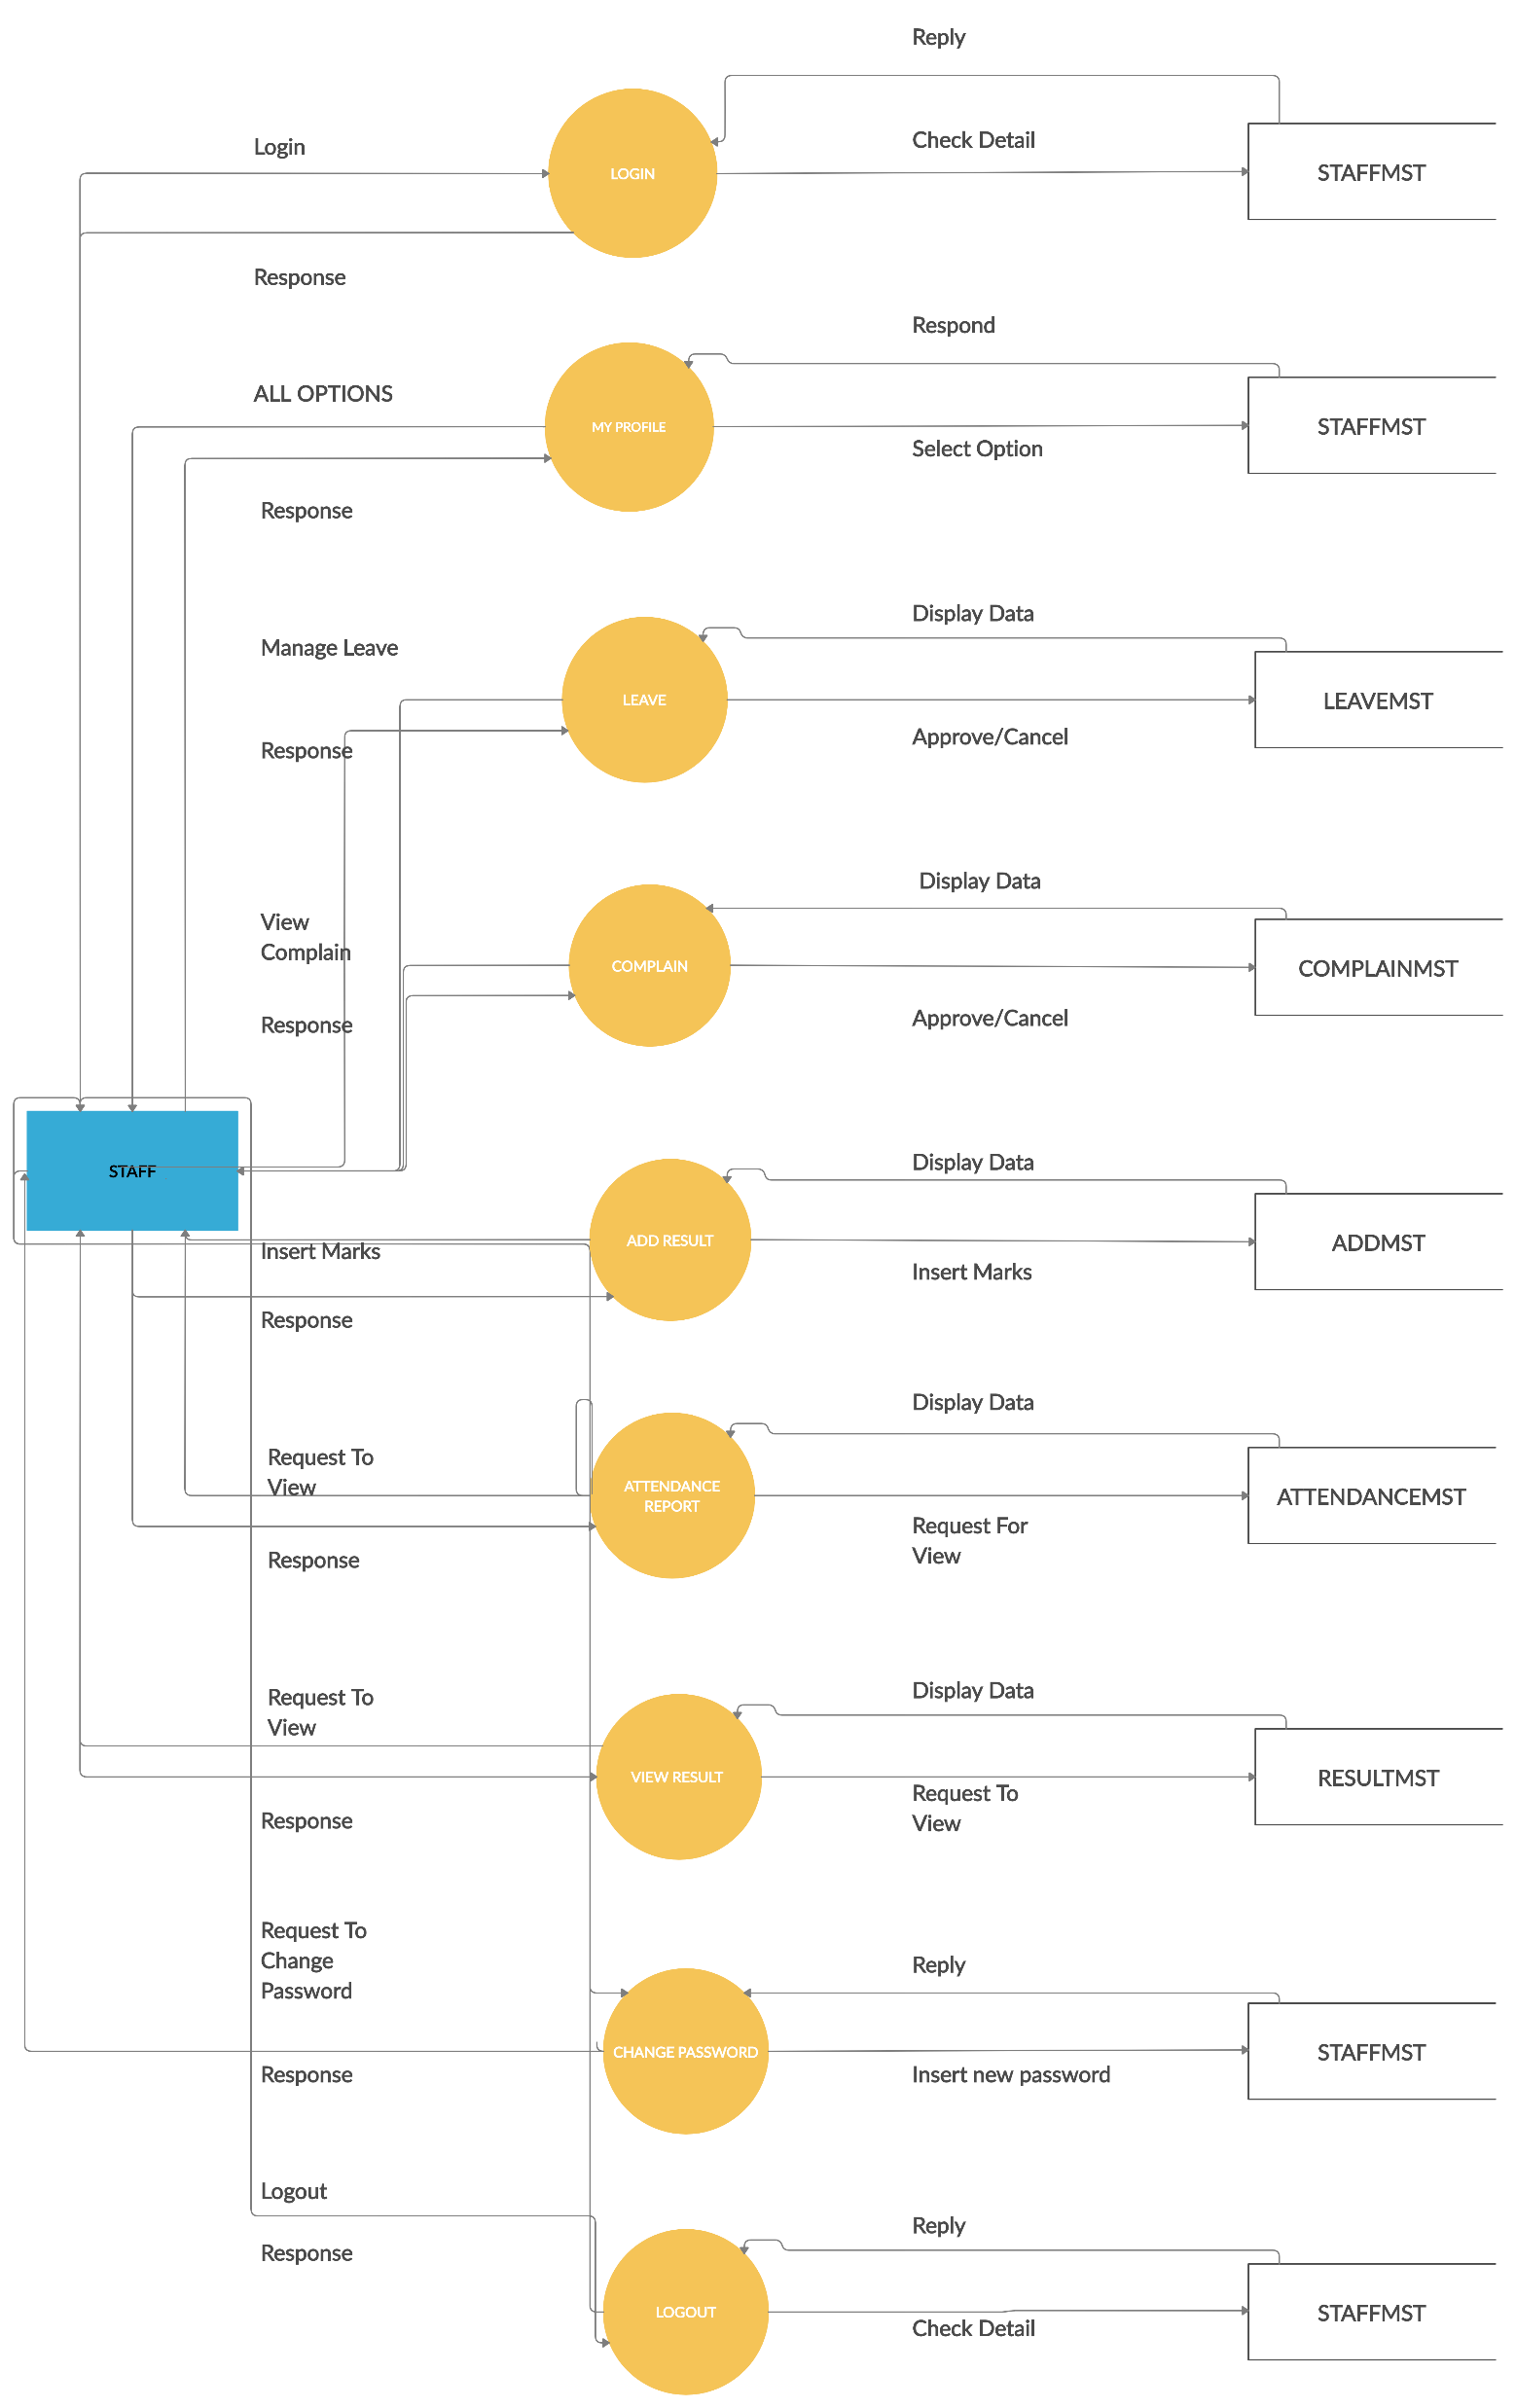 Reply
Login
Check Detail
LOGIN
STAFFMST
Response
Respond
ALL OPTIONS
MY PROFILE
STAFFMST
Select Option
Response
Display Data
Manage Leave
LEAVE
LEAVEMST
Response
Approve/Cancel
Display Data
View
Complain
COMPLAIN
COMPLAINMST
Response
Approve/Cancel
STAFF
Display Data
Insert Marks
ADD RESULT
ADDMST
Insert Marks
Response
Display Data
Request To
View
ATTENDANCE
REPORT
ATTENDANCEMST
Request For
View
Response
Display Data
Request To
View
VIEW RESULT
RESULTMST
Request To
View
Response
Request To
Change
Password
Reply
CHANGE PASSWORD
STAFFMST
Response
Insert new password
Logout
Reply
Response
LOGOUT
STAFFMST
Check Detail